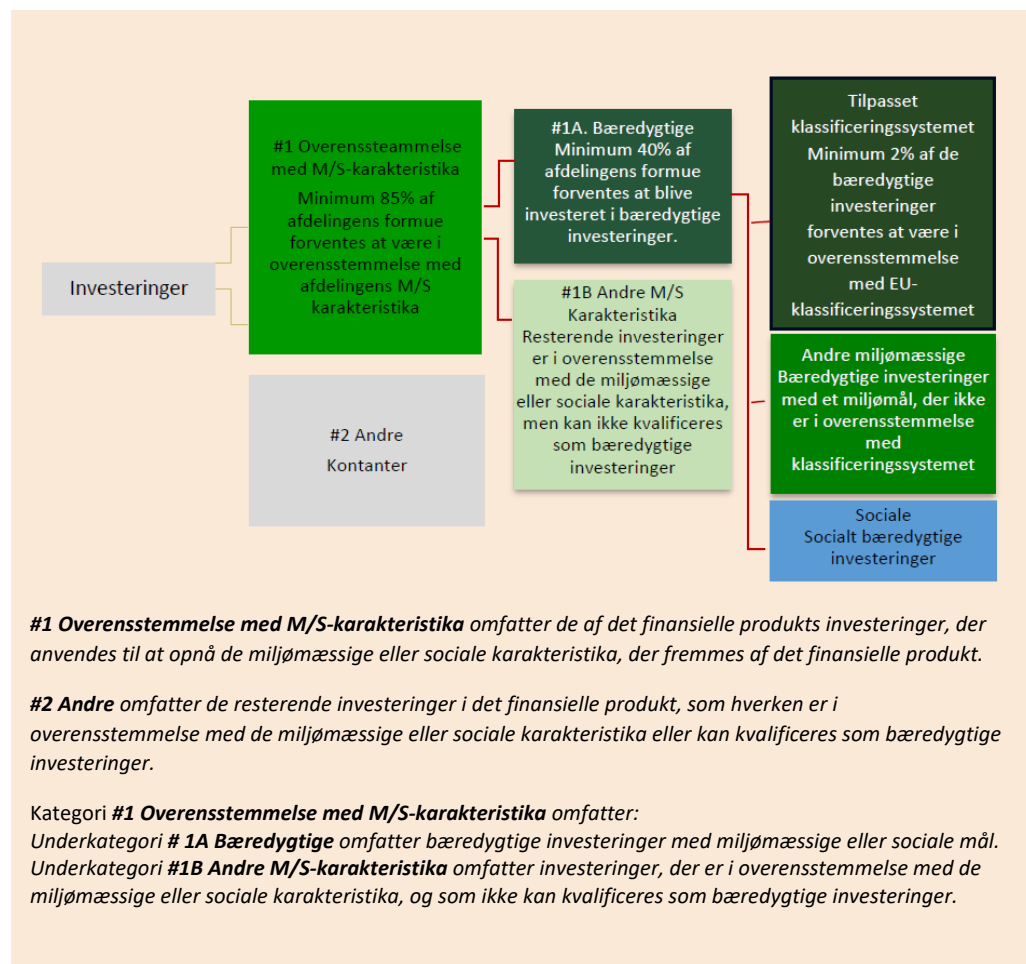 Investeringer
#1 Overenssteammelse
med M/S-karakteristika
Minimum 85% af
afdelingens formue
forventes at være i
overensstemmelse med
afdelingens M/S
karakteristika
#2 Andre
Kontanter
#1A. Bæredygtige
Minimum 40% af
afdelingens formue
forventes at blive
investeret i bæredygtige
investeringer.
#1B Andre M/S
Karakteristika
Resterende investeringer
er i overensstemmelse
med de miljømæssige
eller sociale karakteristika,
men kan ikke kvalificeres
som bæredygtige
investeringer
Tilpasset
klassificeringssystemet
Minimum 2% af de
bæredygtige
investeringer
forventes at være i
overensstemmelse
med EU-
klassificeringssystemet
Andre miljømæssige
Bæredygtige investeringer
med et miljømål, der ikke
er i overensstemmelse
med
klassificeringssystemet
Sociale
Socialt bæredygtige
investeringer
#1 Overensstemmelse med M/S-karakteristika omfatter de af det finansielle produkts investeringer, der
anvendes til at opnå de miljømæssige eller sociale karakteristika, der fremmes af det finansielle produkt.
#2 Andre omfatter de resterende investeringer i det finansielle produkt, som hverken er i
overensstemmelse med de miljømæssige eller sociale karakteristika eller kan kvalificeres som bæredygtige
investeringer.
Kategori #1 Overensstemmelse med M/S-karakteristika omfatter:
Underkategori # 1A Bæredygtige omfatter bæredygtige investeringer med miljømæssige eller sociale mål.
Underkategori #1B Andre M/S-karakteristika omfatter investeringer, der er i overensstemmelse med de
miljømæssige eller sociale karakteristika, og som ikke kan kvalificeres som bæredygtige investeringer.